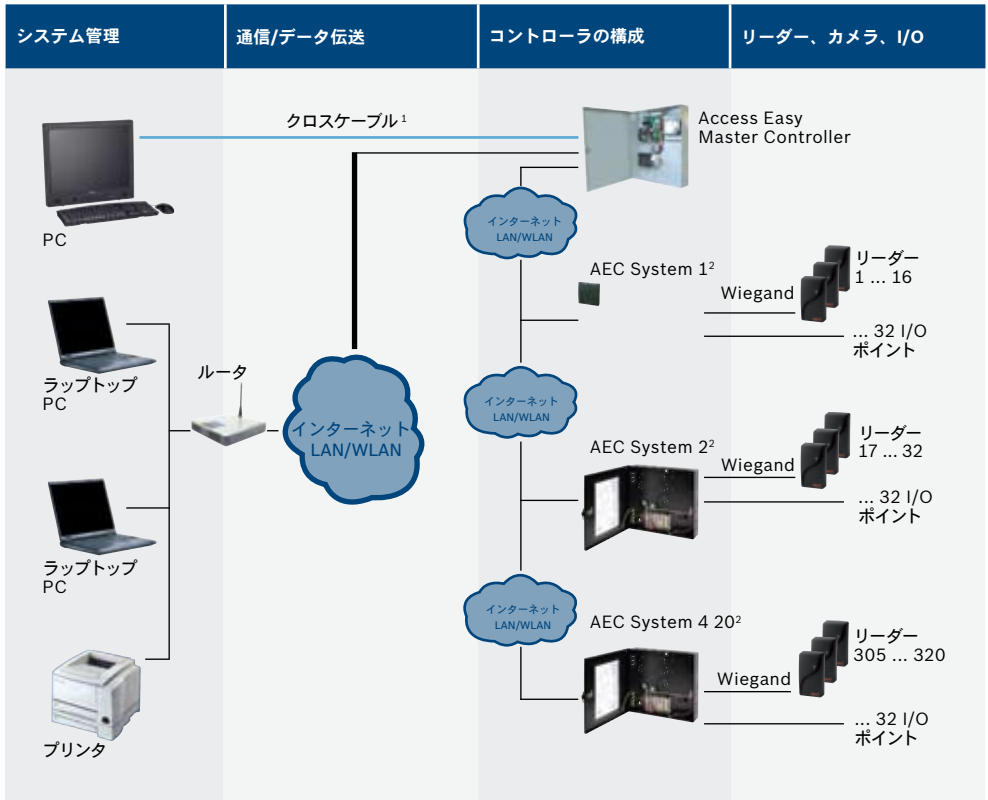 システム管理
通信/データ伝送
コントローラの構成
リーダー、カメラ、I/O
クロスケーブル ¹
Access Easy
Master Controller
PC
インターネット
LAN/WLAN
AEC System 1²
Wiegand
リーダー
1 ... 16
... 32 I/O
ポイント
ラップトップ
PC
ルータ
インターネット
LAN/WLAN
インターネット
LAN/WLAN
AEC System 2²
Wiegand
リーダー
17 ... 32
... 32 I/O
ポイント
ラップトップ
PC
インターネット
LAN/WLAN
AEC System 4 20²
Wiegand
リーダー
305 ... 320
... 32 I/O
ポイント
プリンタ